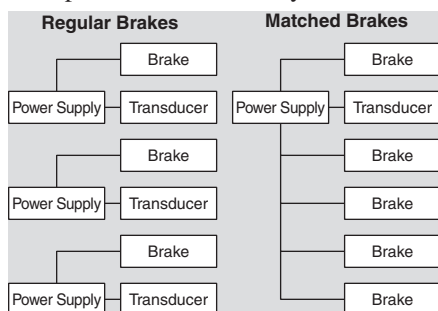 Regular Brakes
Brake
Power Supply
Transducer
Brake
Power Supply
Transducer
Brake
Power Supply
Transducer
Matched Brakes
Brake
Power Supply
Transducer
Brake
Brake
Brake
Brake